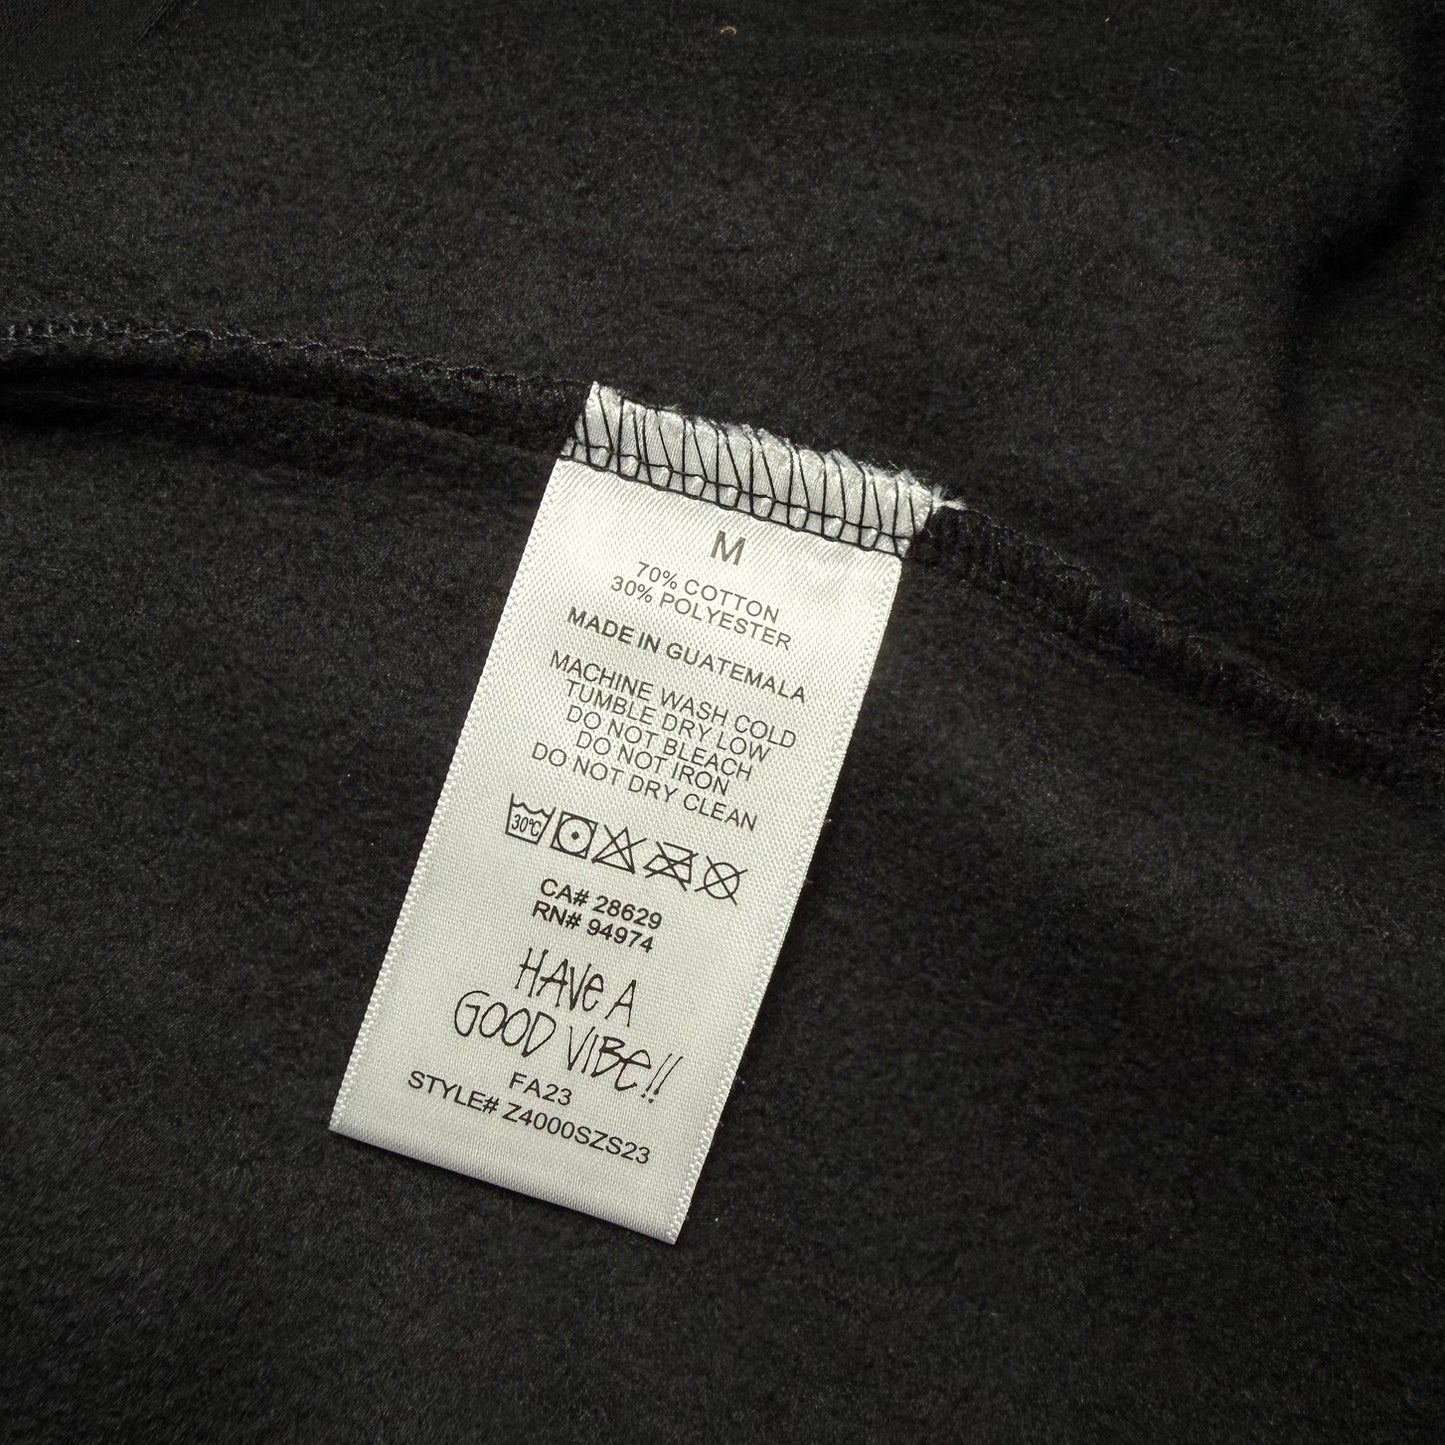 M
70% COTTON
30% POLYESTER
MADE IN GUATEMALA
MACHINE WASH COLD
TUMBLE DRY LOW
DO NOT BLEACH
DO NOT IRON
DO NOT DRY CLEAN
30°C
CA# 28629
RN# 94974
HAVe A
GOOD VIBe!!
FA23
STYLE# Z4000SZS23